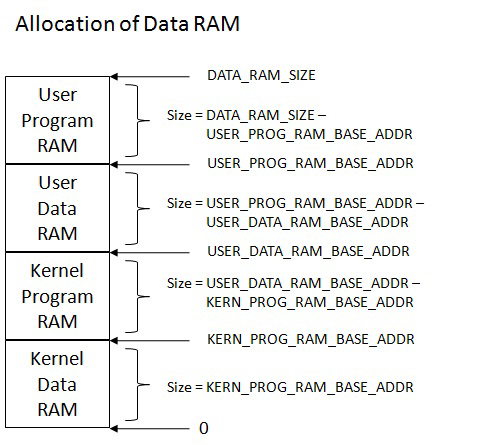 Allocation of Data RAM
DATA_RAM_SIZE
User
Program
RAM
Size = DATA_RAM_SIZE –
USER_PROG_RAM_BASE_ADDR
USER_PROG_RAM_BASE_ADDR
User
Data
RAM
Size = USER_PROG_RAM_BASE_ADDR –
USER_DATA_RAM_BASE_ADDR
USER_DATA_RAM_BASE_ADDR
Kernel
Program
RAM
Size = USER_DATA_RAM_BASE_ADDR –
KERN_PROG_RAM_BASE_ADDR
KERN_PROG_RAM_BASE_ADDR
Kernel
Data
RAM
Size = KERN_PROG_RAM_BASE_ADDR
0